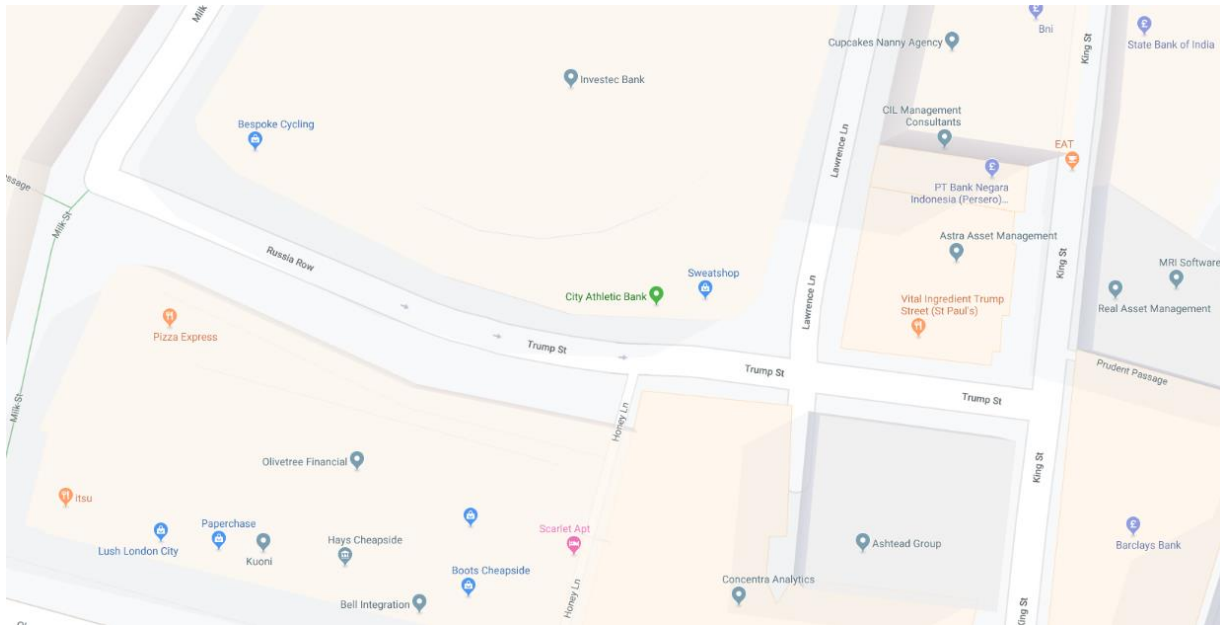 Milk
Bni
State Bank of India
King St
Cupcakes Nanny Agency
Investec Bank
CIL Management
Consultants
Bespoke Cycling
Lawrence Ln
EAT
PT Bank Negara
Indonesia (Persero)...
assage
Milk St
Astra Asset Management
King St
Russia Row
MRI Software
Sweatshop
City Athletic Bank
Lawrence Ln
Real Asset Management
Vital Ingredient Trump
Street (St Paul's)
Pizza Express
Trump St
Trump St
Prudent Passage
Trump St
Milk St
Honey Ln
Olivetree Financial
King St
itsu
Paperchase
Scarlet Apt
Lush London City
Kuoni
Hays Cheapside
Ashtead Group
Barclays Bank
Boots Cheapside
Concentra Analytics
Honey Ln
Bell Integration
King St